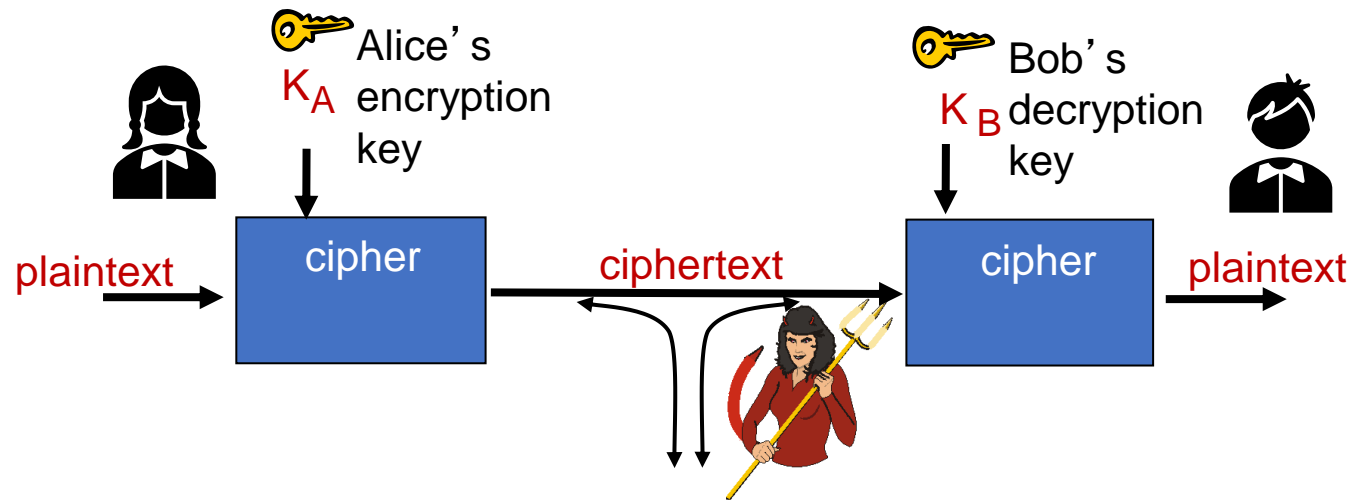 Alice's
K_A encryption
key
Bob's
K_B decryption
key
plaintext
cipher
ciphertext
cipher
plaintext